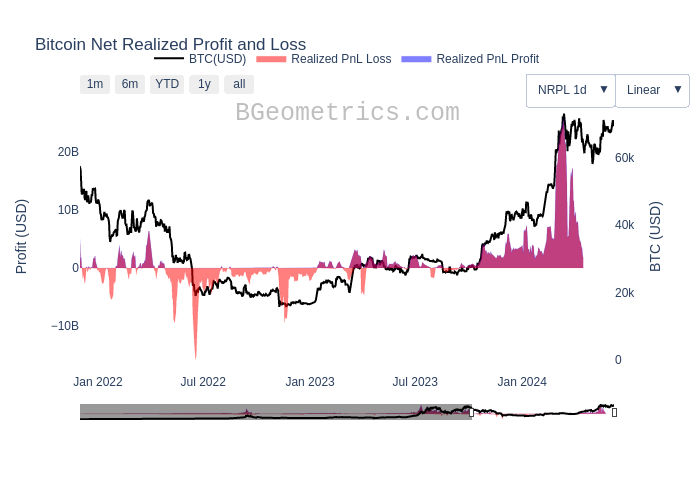 Bitcoin Net Realized Profit and Loss
BTC(USD) Realized PnL Loss Realized PnL Profit
1m 6m YTD 1y all
NRPL 1d ▼ Linear ▼
BGeometrics.com
20B
10B
0
−10B
Profit (USD)
60k
40k
20k
0
BTC (USD)
Jan 2022 Jul 2022 Jan 2023 Jul 2023 Jan 2024